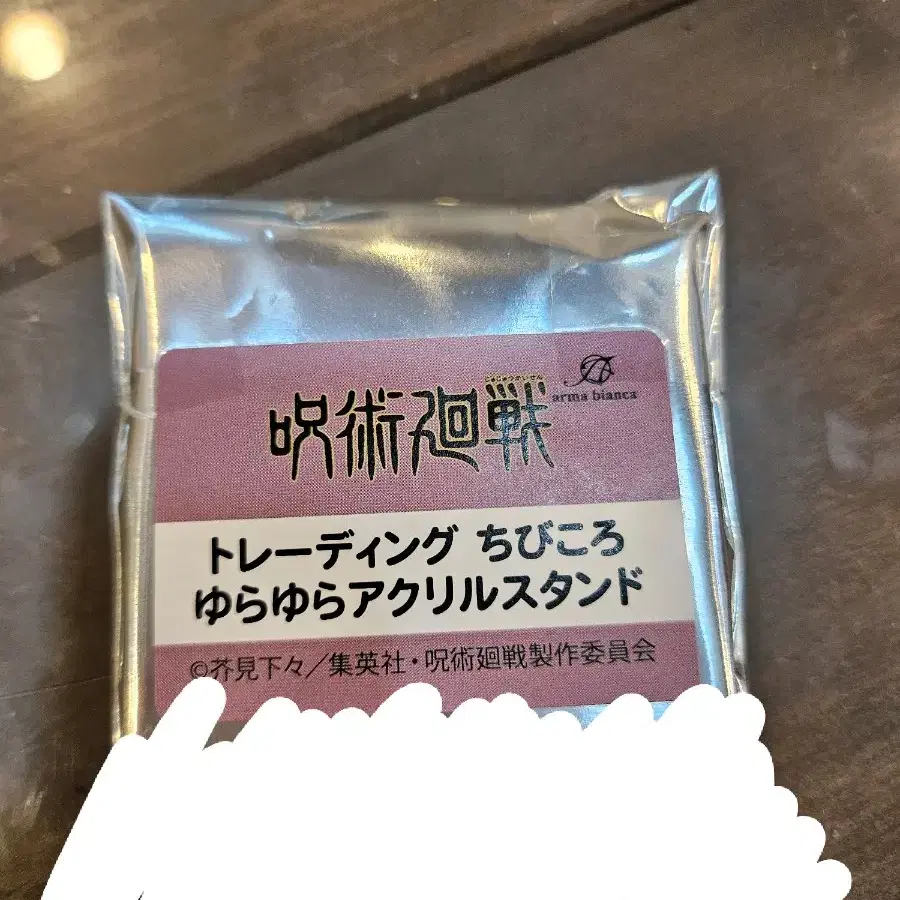 じゅじゅつかいせん
呪術廻戦
arma bianca
トレーディング ちびころ
ゆらゆらアクリルスタンド
©芥見下々／集英社・呪術廻戦製作委員会